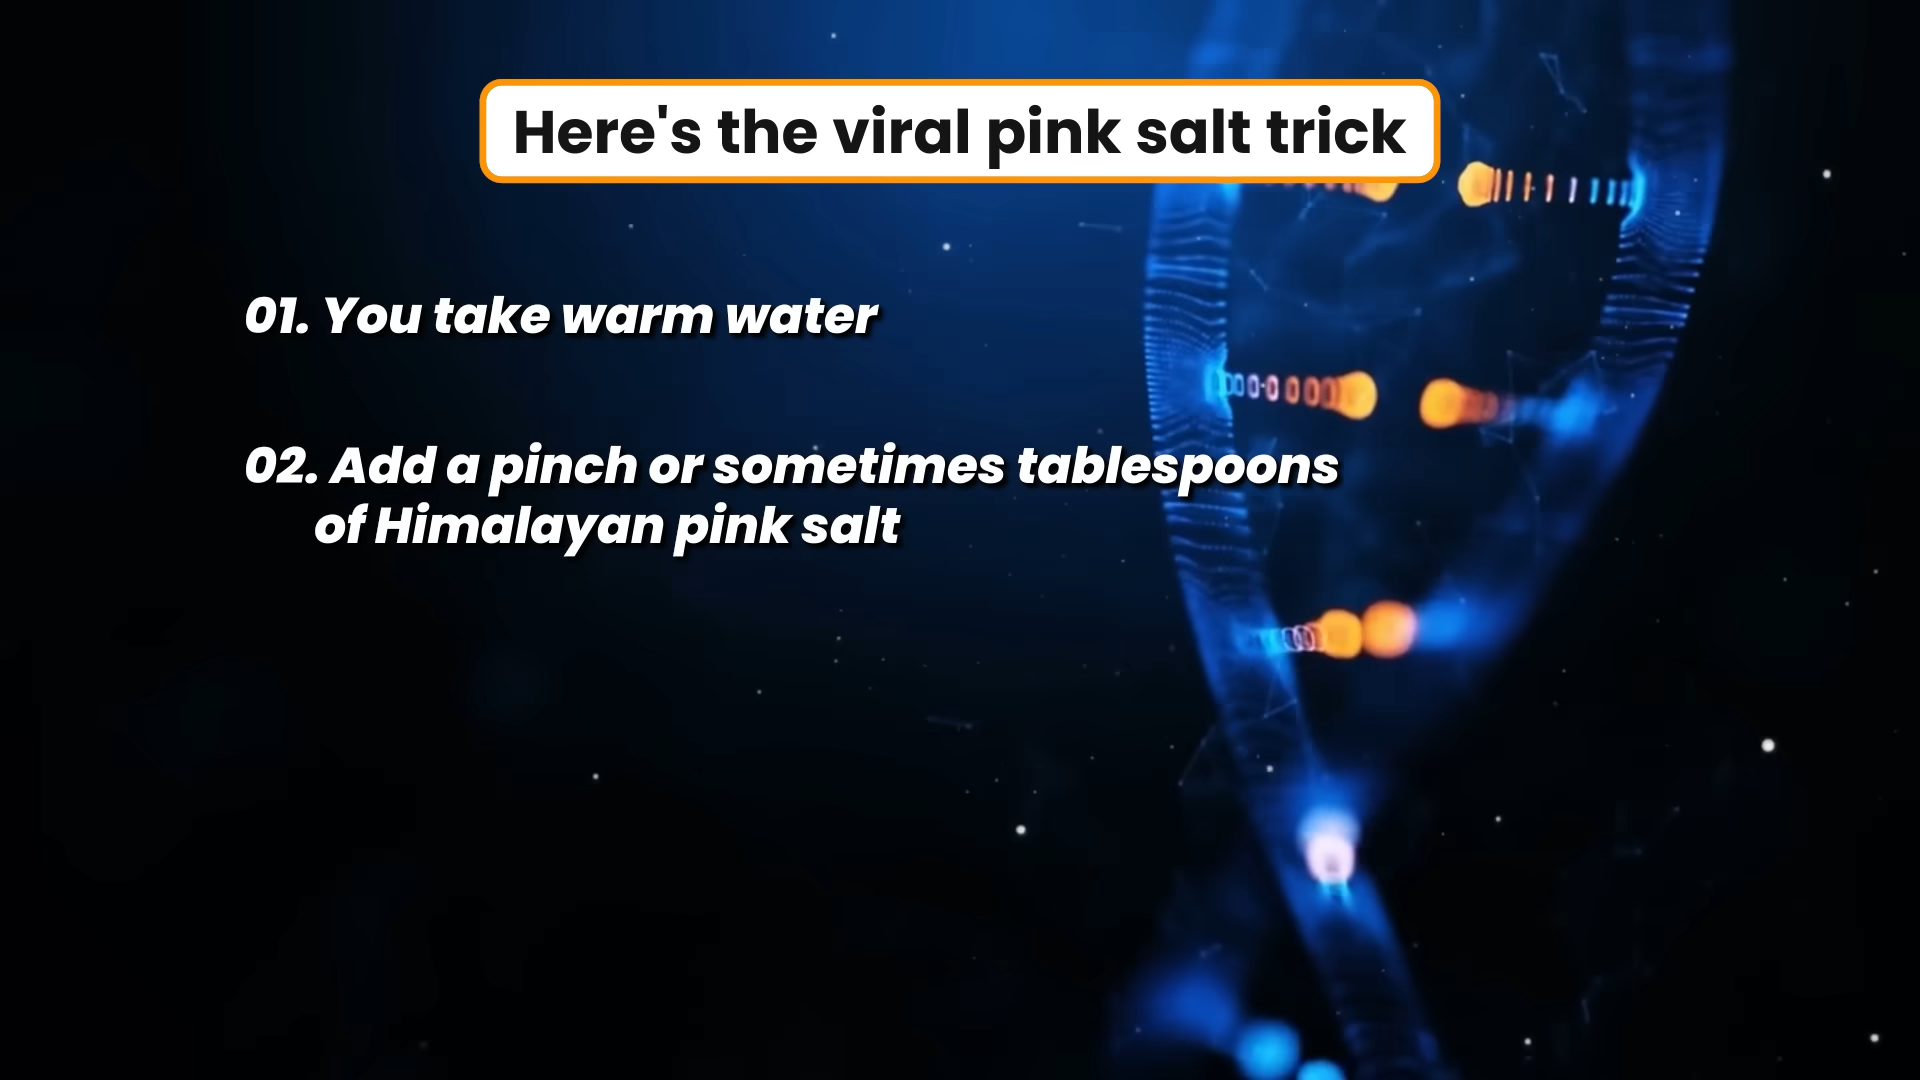 Here's the viral pink salt trick
01. You take warm water
02. Add a pinch or sometimes tablespoons
of Himalayan pink salt